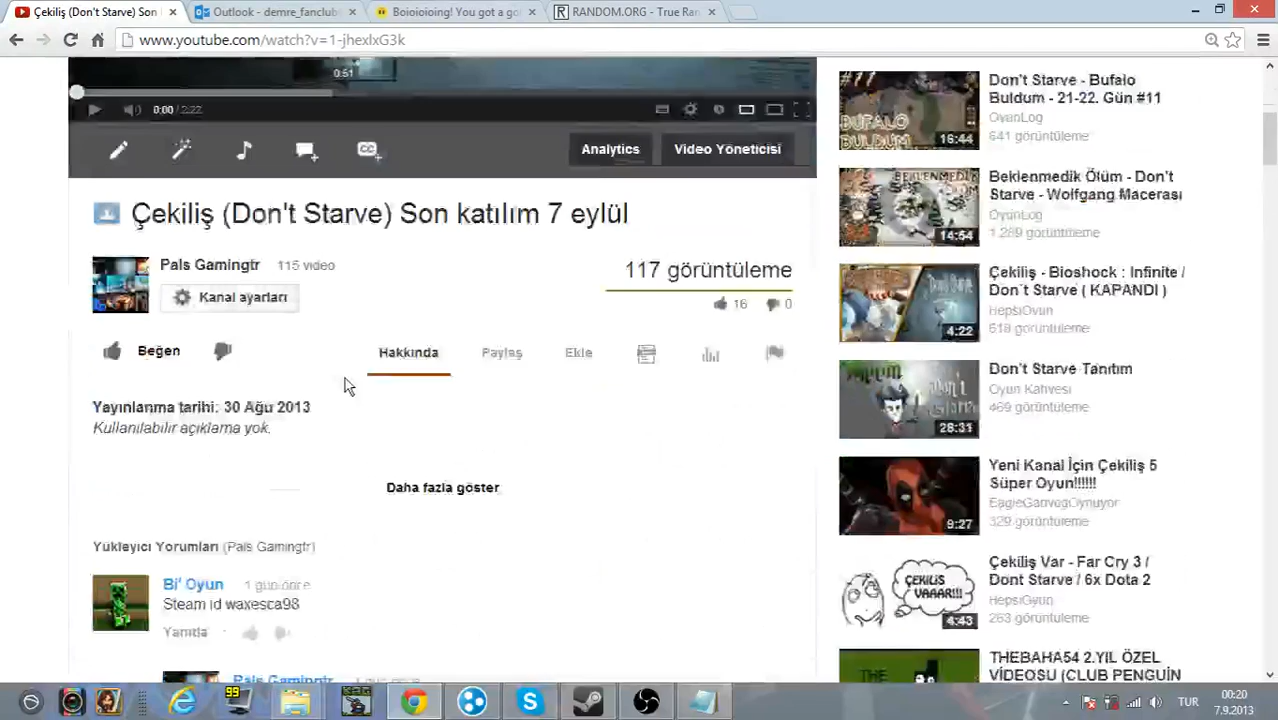 Çekiliş (Don't Starve) Son
Outlook - demre_fanclub
Boioioioing! You got a go
RANDOM.ORG - True Ran
www.youtube.com/watch?v=1-jhexlxG3k
0:51
0:00 / 2:22
Analytics
Video Yöneticisi
Çekiliş (Don't Starve) Son katılım 7 eylül
Pals Gamingtr 115 video
Kanal ayarları
117 görüntüleme
16 0
Beğen
Hakkında
Paylaş
Ekle
Yayınlanma tarihi: 30 Ağu 2013
Kullanılabilir açıklama yok.
Daha fazla göster
Yükleyici Yorumları (Pals Gamingtr)
Bi' Oyun 1 gün önce
Steam id waxesca98
Yanıtla
Pals Gamingtr
#11
BUFALO
BULDUM
16:44
Don't Starve - Bufalo
Buldum - 21-22. Gün #11
OyunLog
641 görüntüleme
BEKLENMEDIK
14:54
Beklenmedik Ölüm - Don't
Starve - Wolfgang Macerası
OyunLog
1.289 görüntüleme
4:22
Çekiliş - Bioshock : Infinite /
Don't Starve ( KAPANDI )
HepsiOyun
618 görüntüleme
28:31
Don't Starve Tanıtım
Oyun Kahvesi
469 görüntüleme
9:27
Yeni Kanal İçin Çekiliş 5
Süper Oyun!!!!!!
329 görüntüleme
ÇEKİLİŞ
VAAAR!!!
4:43
Çekiliş Var - Far Cry 3 /
Dont Starve / 6x Dota 2
HepsiOyun
263 görüntüleme
THE
THEBAHA54 2.YIL ÖZEL
VİDEOSU (CLUB PENGUİN
99
TUR
00:20
7.9.2013